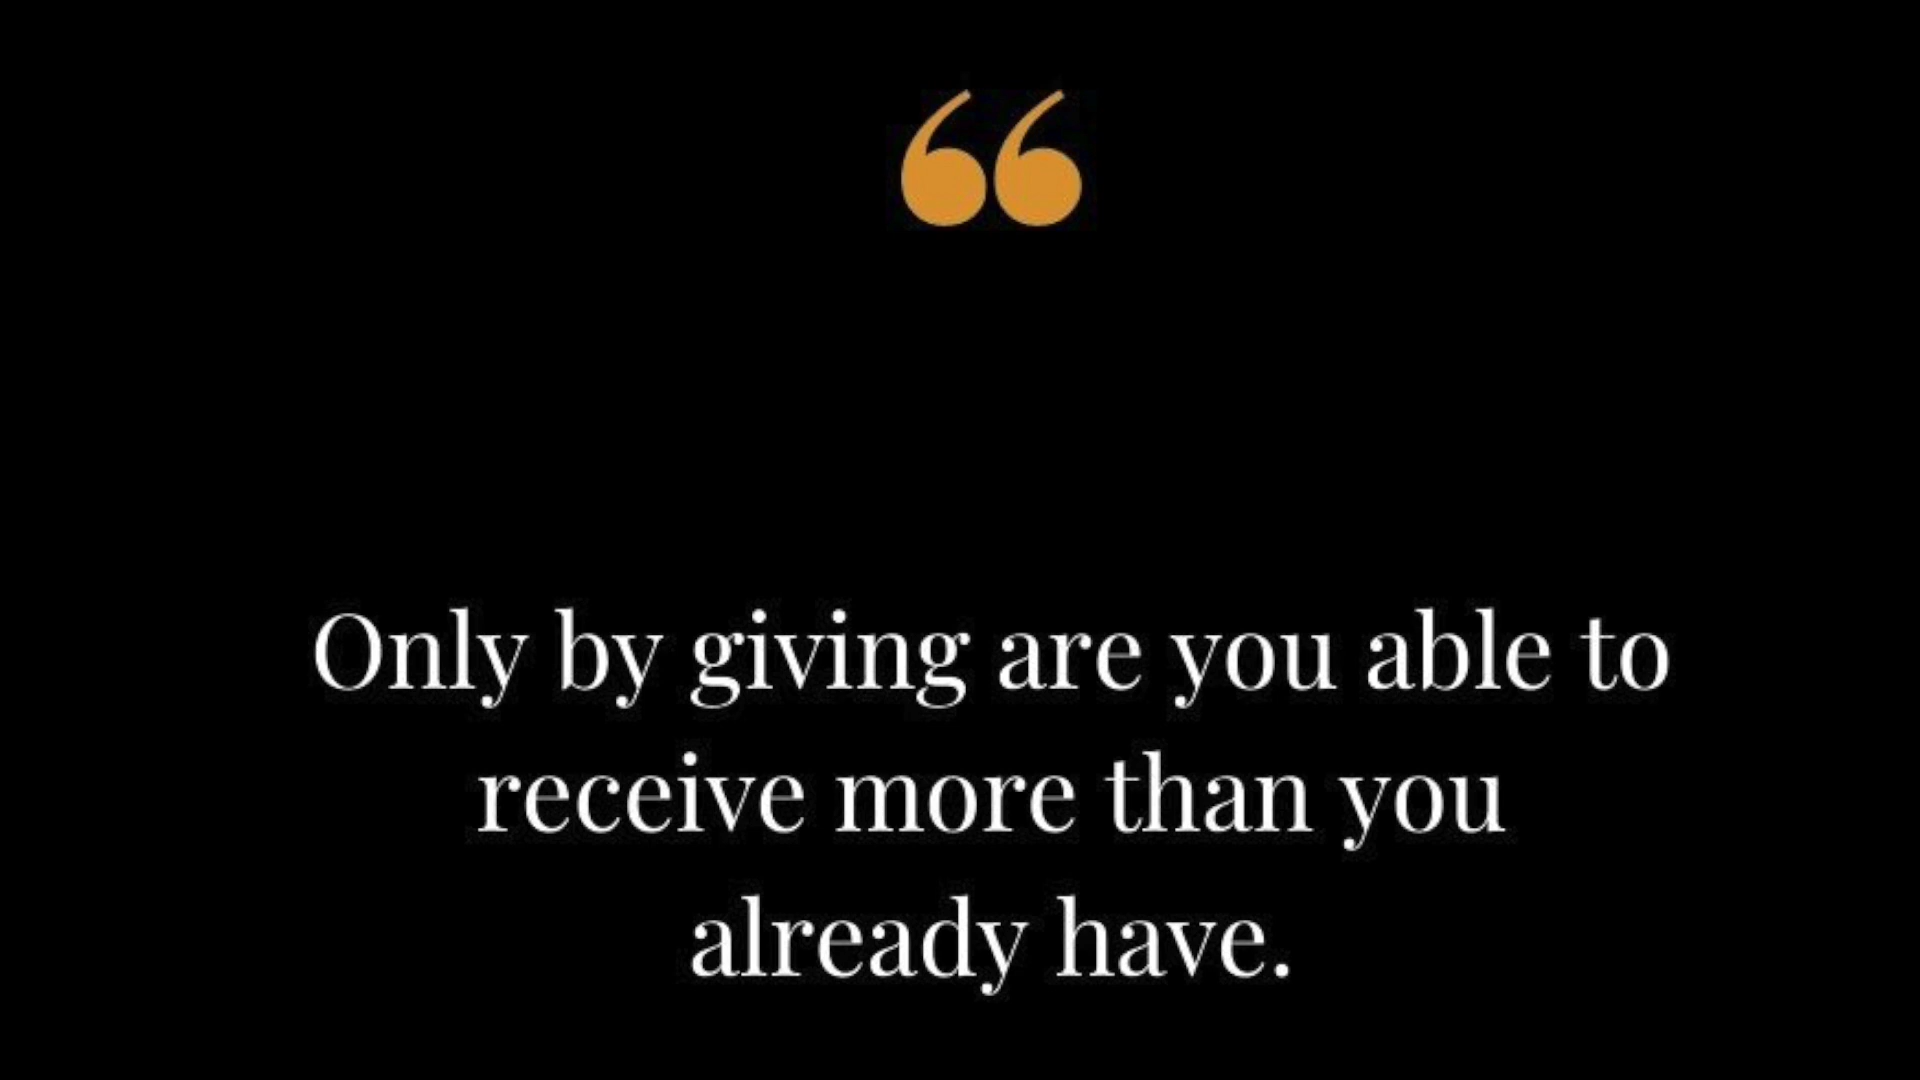 “
Only by giving are you able to
receive more than you
already have.